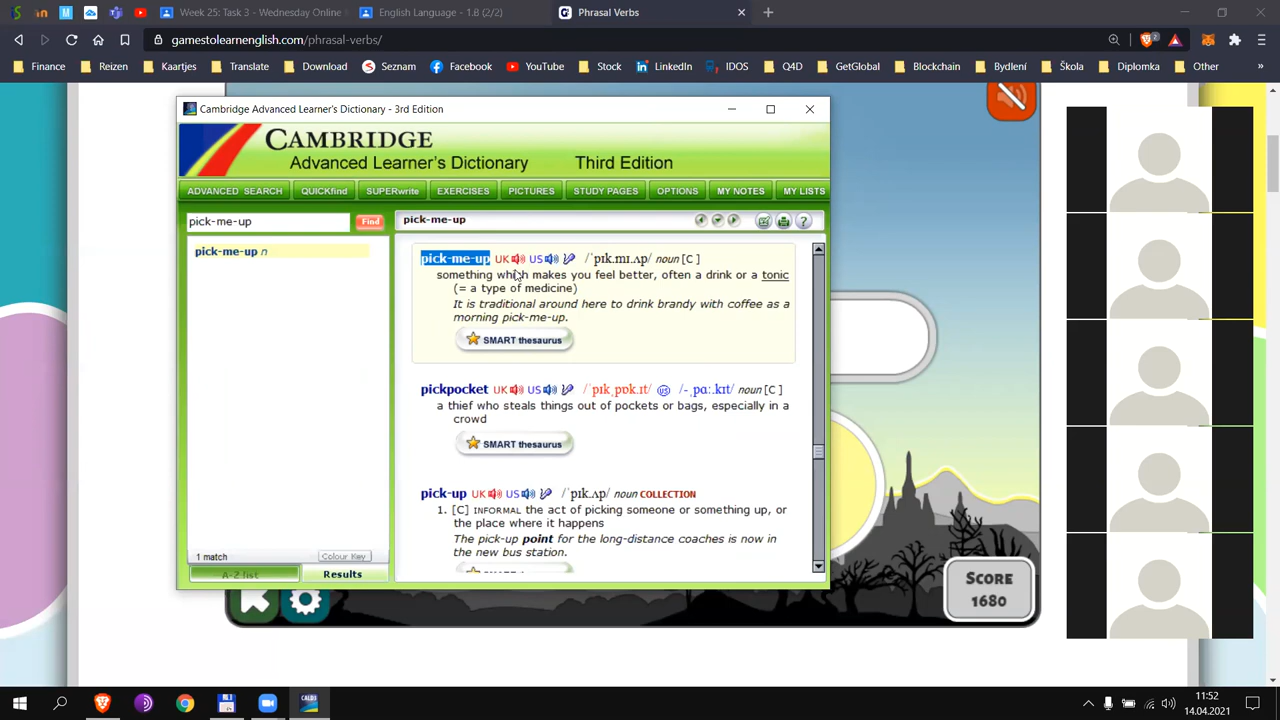 Week 25: Task 3 - Wednesday Online
English Language - 1.8 (2/2)
Phrasal Verbs
gamestolearnenglish.com/phrasal-verbs/
2
Finance
Reizen
Kaartjes
Translate
Download
Seznam
Facebook
YouTube
Stock
LinkedIn
IDOS
Q4D
GetGlobal
Blockchain
Škola
Bydlení
Diplomka
Other
»
Cambridge Advanced Learner's Dictionary - 3rd Edition
CAMBRIDGE
Advanced Learner's Dictionary Third Edition
ADVANCED SEARCH QUICKfind SUPERwrite EXERCISES PICTURES STUDY PAGES OPTIONS MY NOTES MY LISTS
pick-me-up Find
pick-me-up
pick-me-up n
pick-me-up UK US /ˈpɪk.mɪ.ʌp/ noun [C ]
something which makes you feel better, often a drink or a tonic
(= a type of medicine)
It is traditional around here to drink brandy with coffee as a
morning pick-me-up.
SMART thesaurus
pickpocket UK US /ˈpɪkˌpɒk.ɪt/ US /-ˌpɑː.kɪt/ noun [C ]
a thief who steals things out of pockets or bags, especially in a
crowd
SMART thesaurus
pick-up UK US /ˈpɪk.ʌp/ noun COLLECTION
1. [C] INFORMAL the act of picking someone or something up, or
the place where it happens
The pick-up point for the long-distance coaches is now in
the new bus station.
1 match
Colour Key
A-Z list
Results
SCORE
1680
11:52
14.04.2021